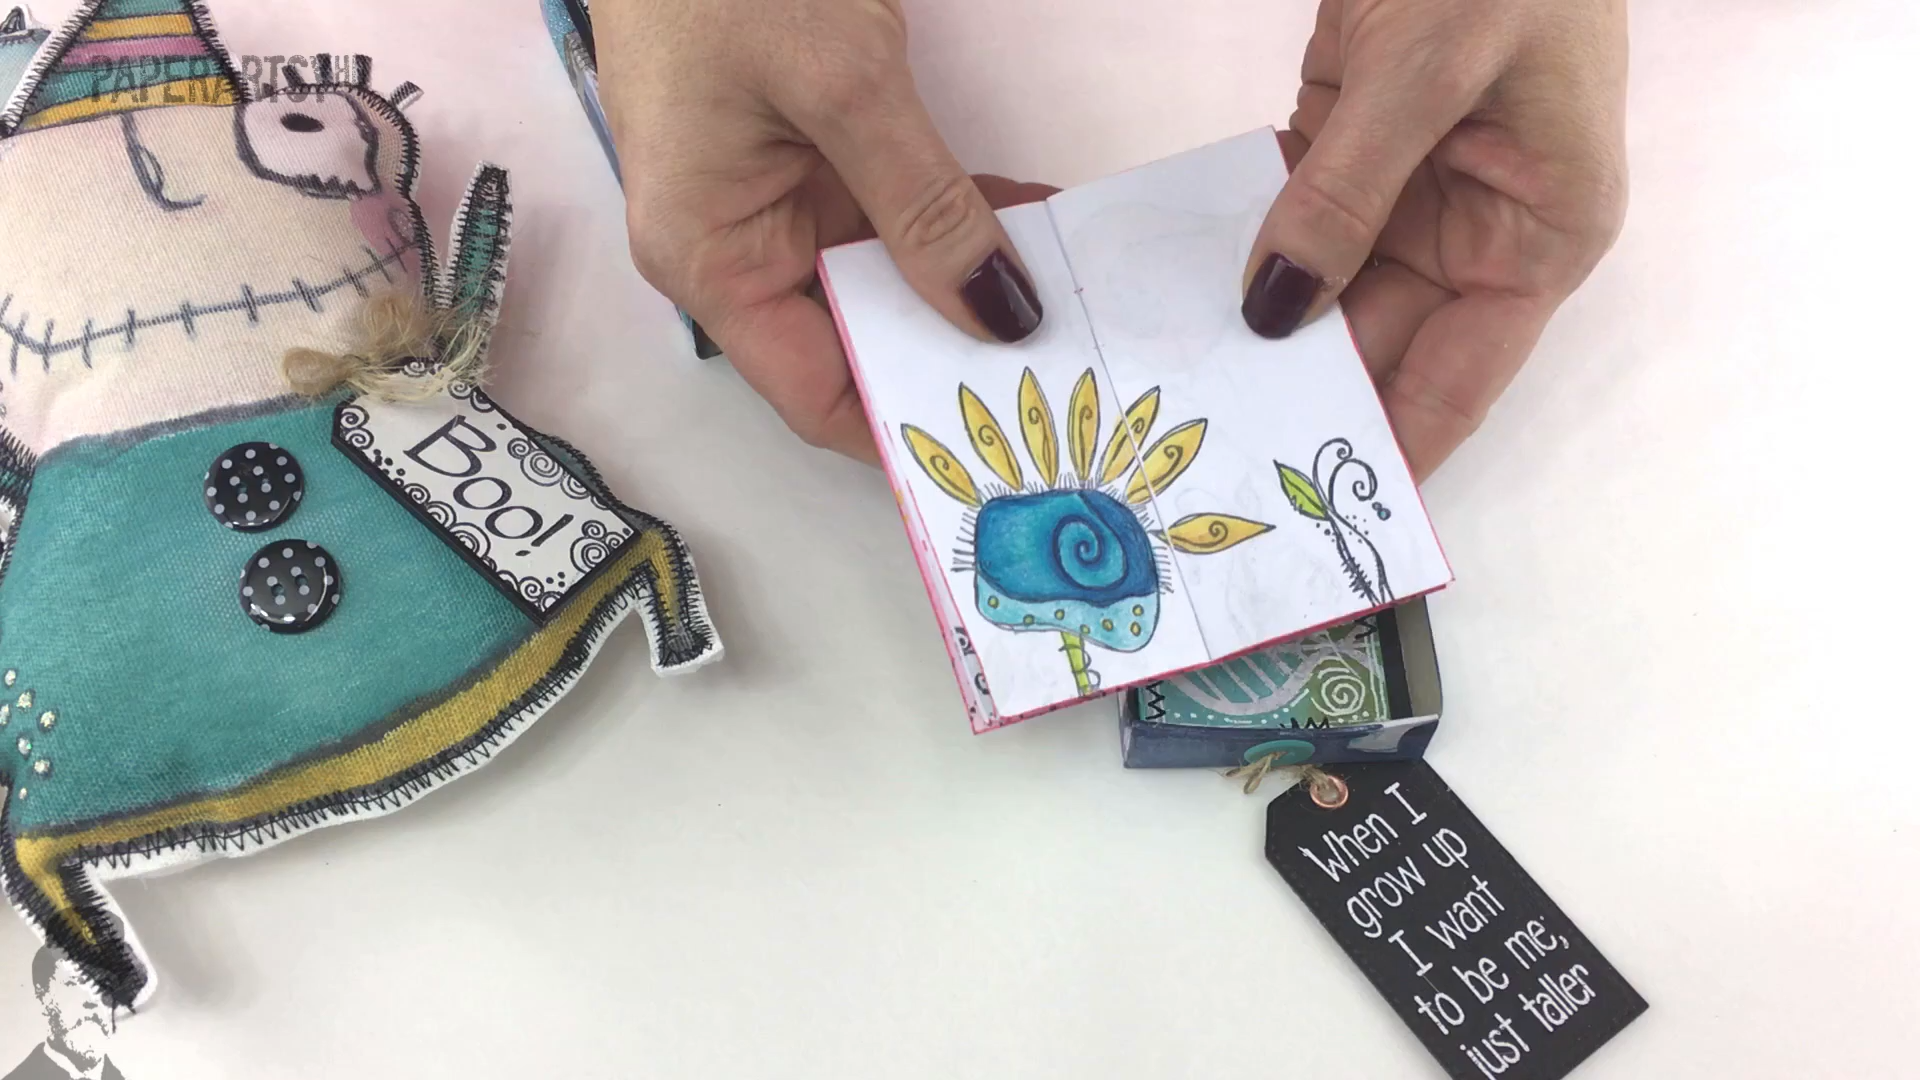 PAPERARTSY
Boo!
When I
grow up
I want
to be me,
just taller